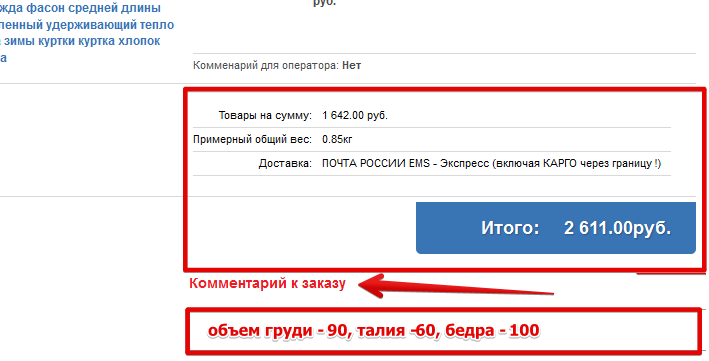 руб.
жда фасон средней длины
ленный удерживающий тепло
зимы куртки куртка хлопок
а
Комменарий для оператора: Нет
Товары на сумму: 1 642.00 руб.
Примерный общий вес: 0.85кг
Доставка: ПОЧТА РОССИИ EMS - Экспресс (включая КАРГО через границу !)
Итого: 2 611.00руб.
Комментарий к заказу
объем груди - 90, талия -60, бедра - 100